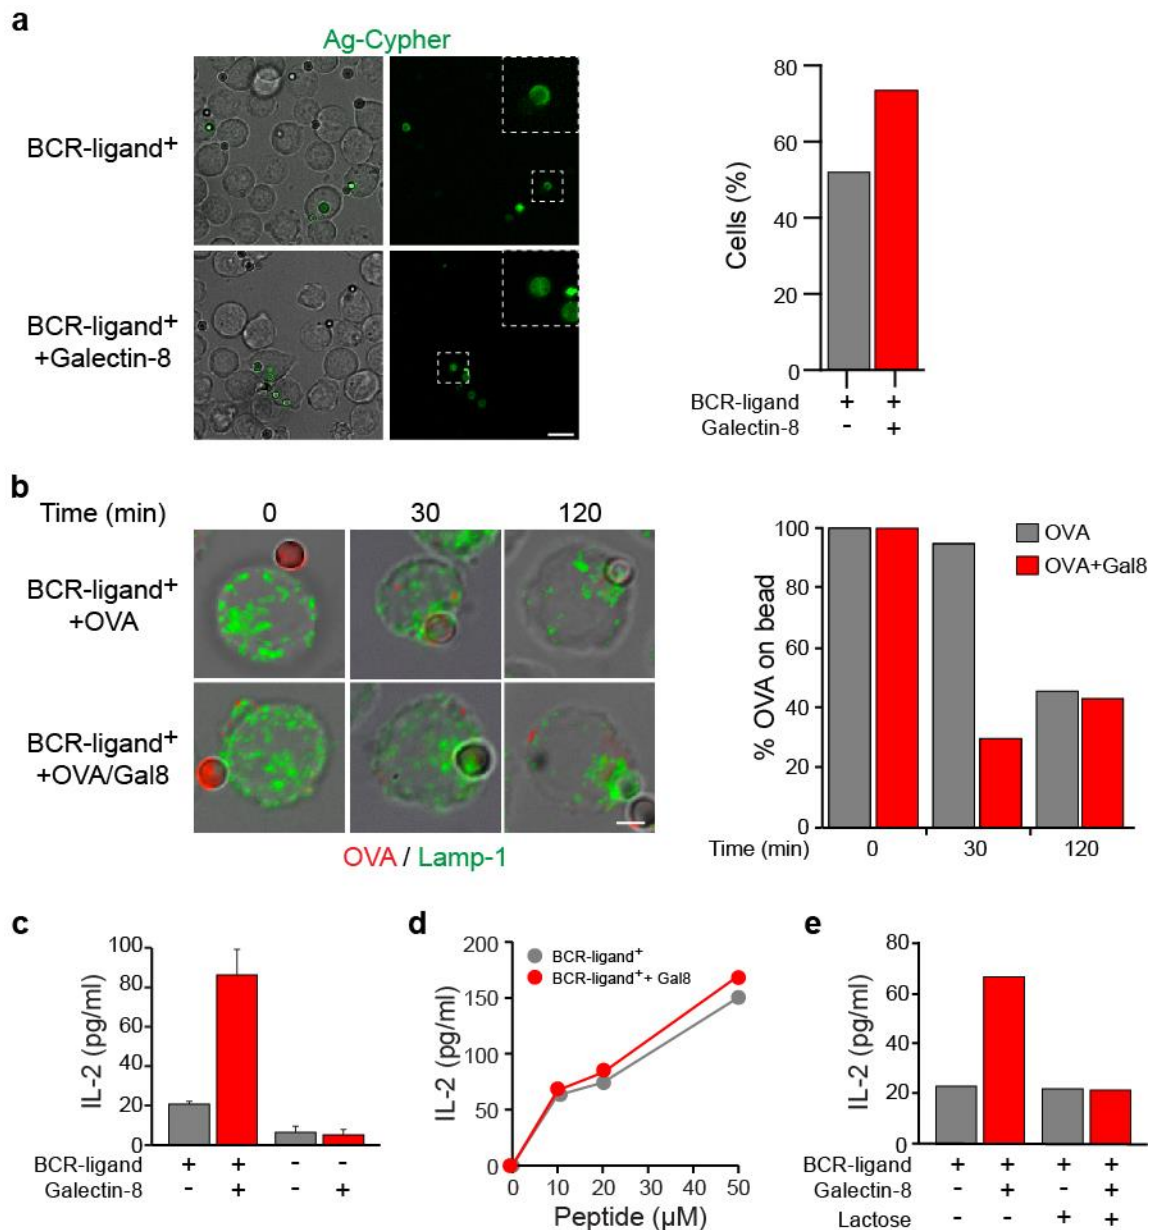 a
Ag-Cypher
BCR-ligand+
BCR-ligand+
+Galectin-8
Cells (%)
80
60
40
20
0
BCR-ligand + +
Galectin-8 - +
b
Time (min) 0 30 120
BCR-ligand+
+OVA
BCR-ligand+
+OVA/Gal8
OVA / Lamp-1
% OVA on bead
100
80
60
40
20
0
OVA
OVA+Gal8
Time (min) 0 30 120
c
IL-2 (pg/ml)
100
80
60
40
20
0
BCR-ligand + + - -
Galectin-8 - + - +
d
IL-2 (pg/ml)
200
150
100
50
0
BCR-ligand+
BCR-ligand++ Gal8
0 10 20 30 40 50
Peptide (µM)
e
IL-2 (pg/ml)
80
60
40
20
0
BCR-ligand + + + +
Galectin-8 - + - +
Lactose - - + +